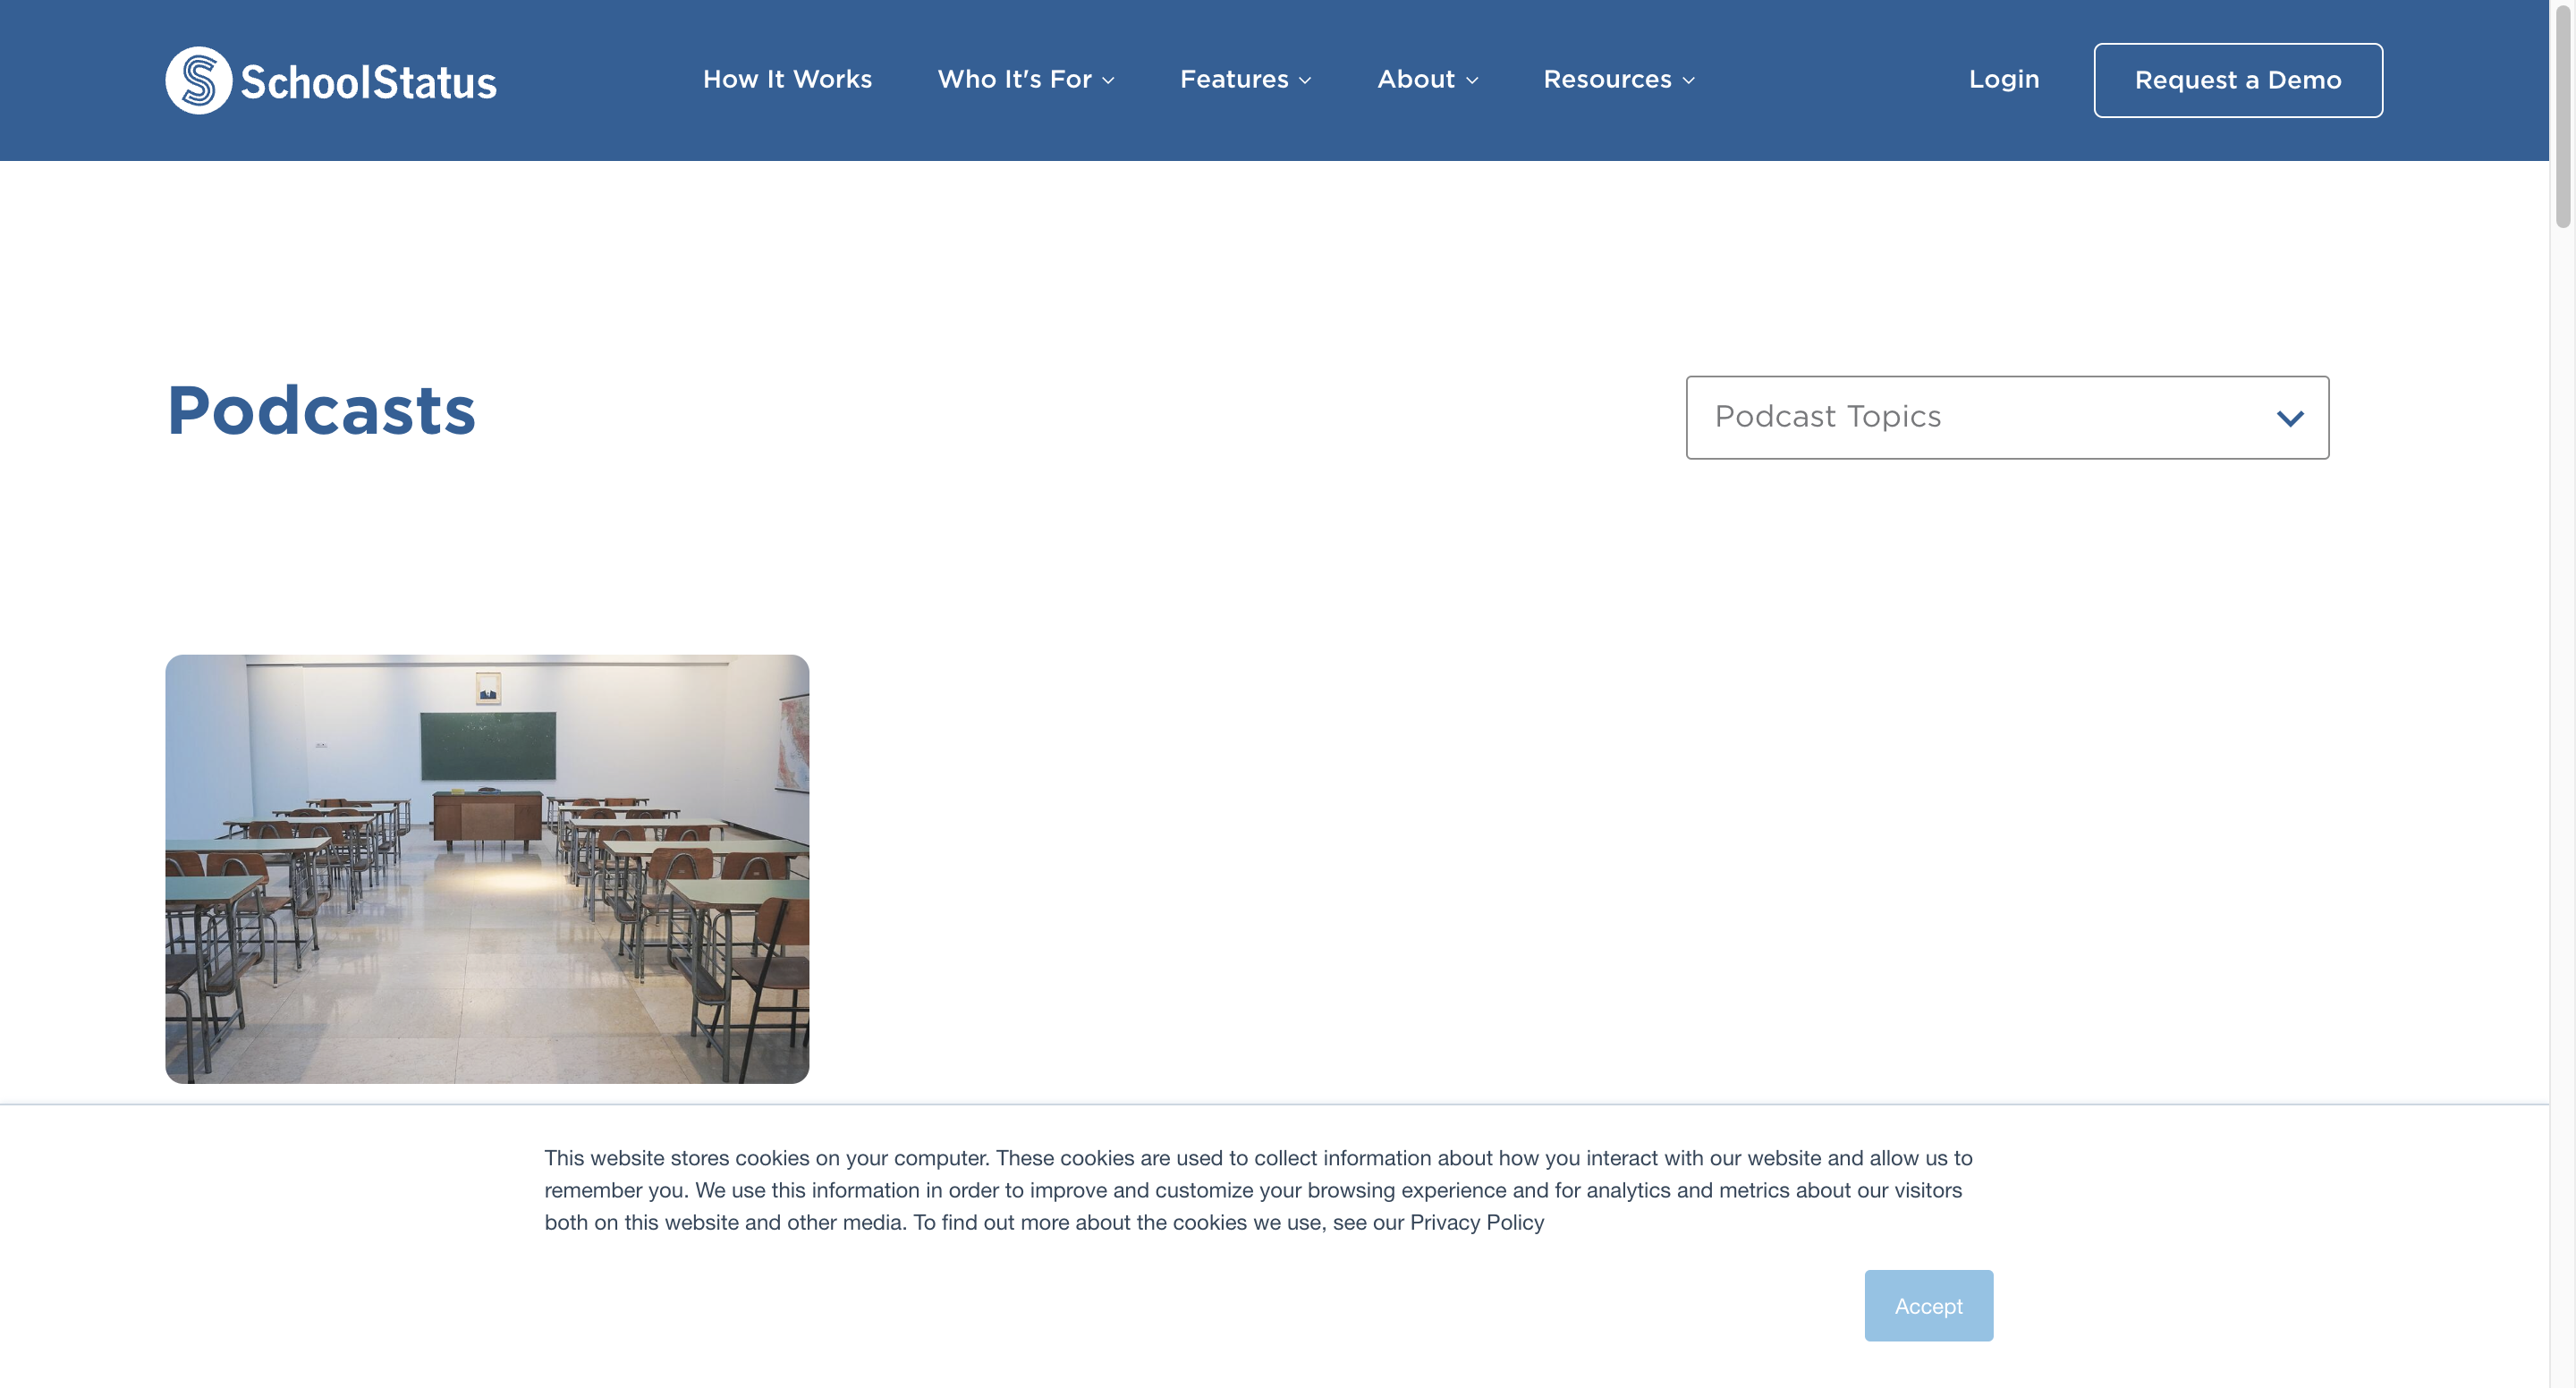 SchoolStatus
How It Works
Who It's For
Features
About
Resources
Login
Request a Demo
Podcasts
Podcast Topics
This website stores cookies on your computer. These cookies are used to collect information about how you interact with our website and allow us to
remember you. We use this information in order to improve and customize your browsing experience and for analytics and metrics about our visitors
both on this website and other media. To find out more about the cookies we use, see our Privacy Policy
Accept